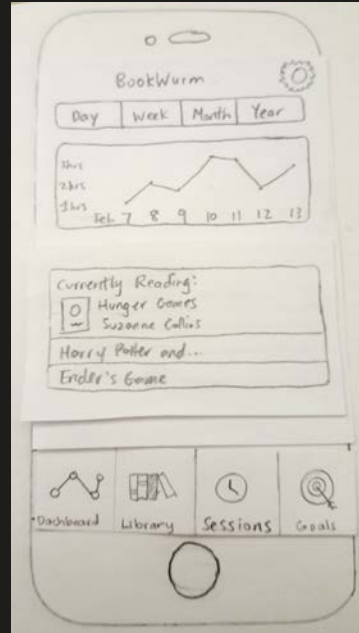 BookWurm
Day Week Month Year
3hrs
2hrs
1hrs
Feb 7 8 9 10 11 12 13
Currently Reading:
Hunger Games
Suzanne Collins
Harry Potter and...
Ender's Game
Dashboard Library Sessions Goals